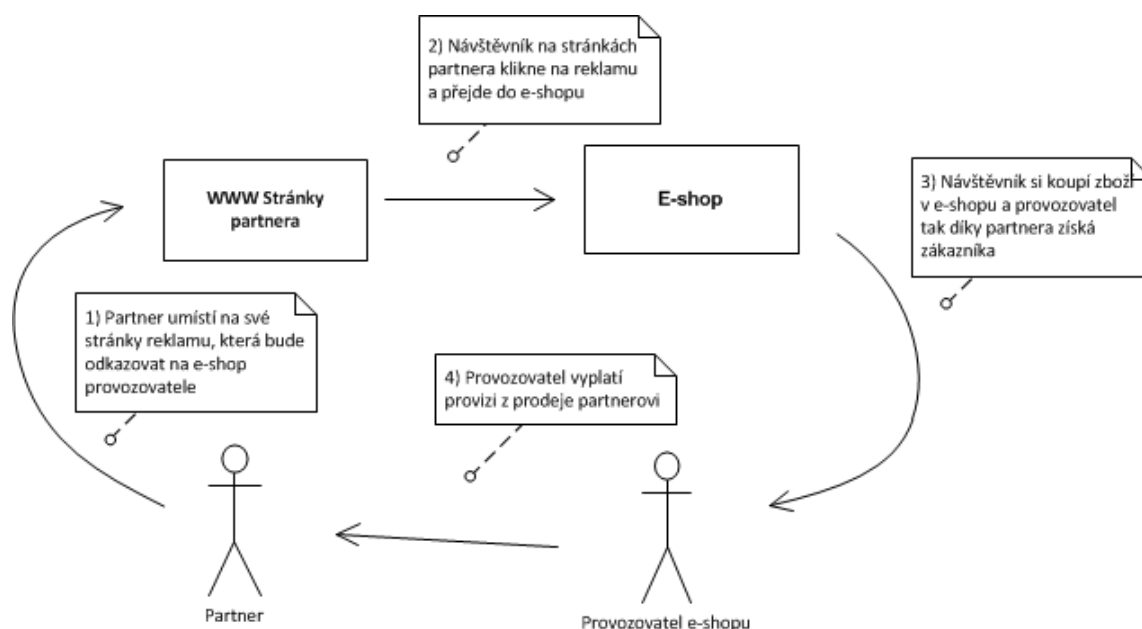 2) Návštěvník na stránkách
partnera klikne na reklamu
a přejde do e-shopu
WWW Stránky
partnera
E-shop
3) Návštěvník si koupí zboží
v e-shopu a provozovatel
tak díky partnera získá
zákazníka
1) Partner umístí na své
stránky reklamu, která bude
odkazovat na e-shop
provozovatele
4) Provozovatel vyplatí
provizi z prodeje partnerovi
Partner
Provozovatel e-shopu